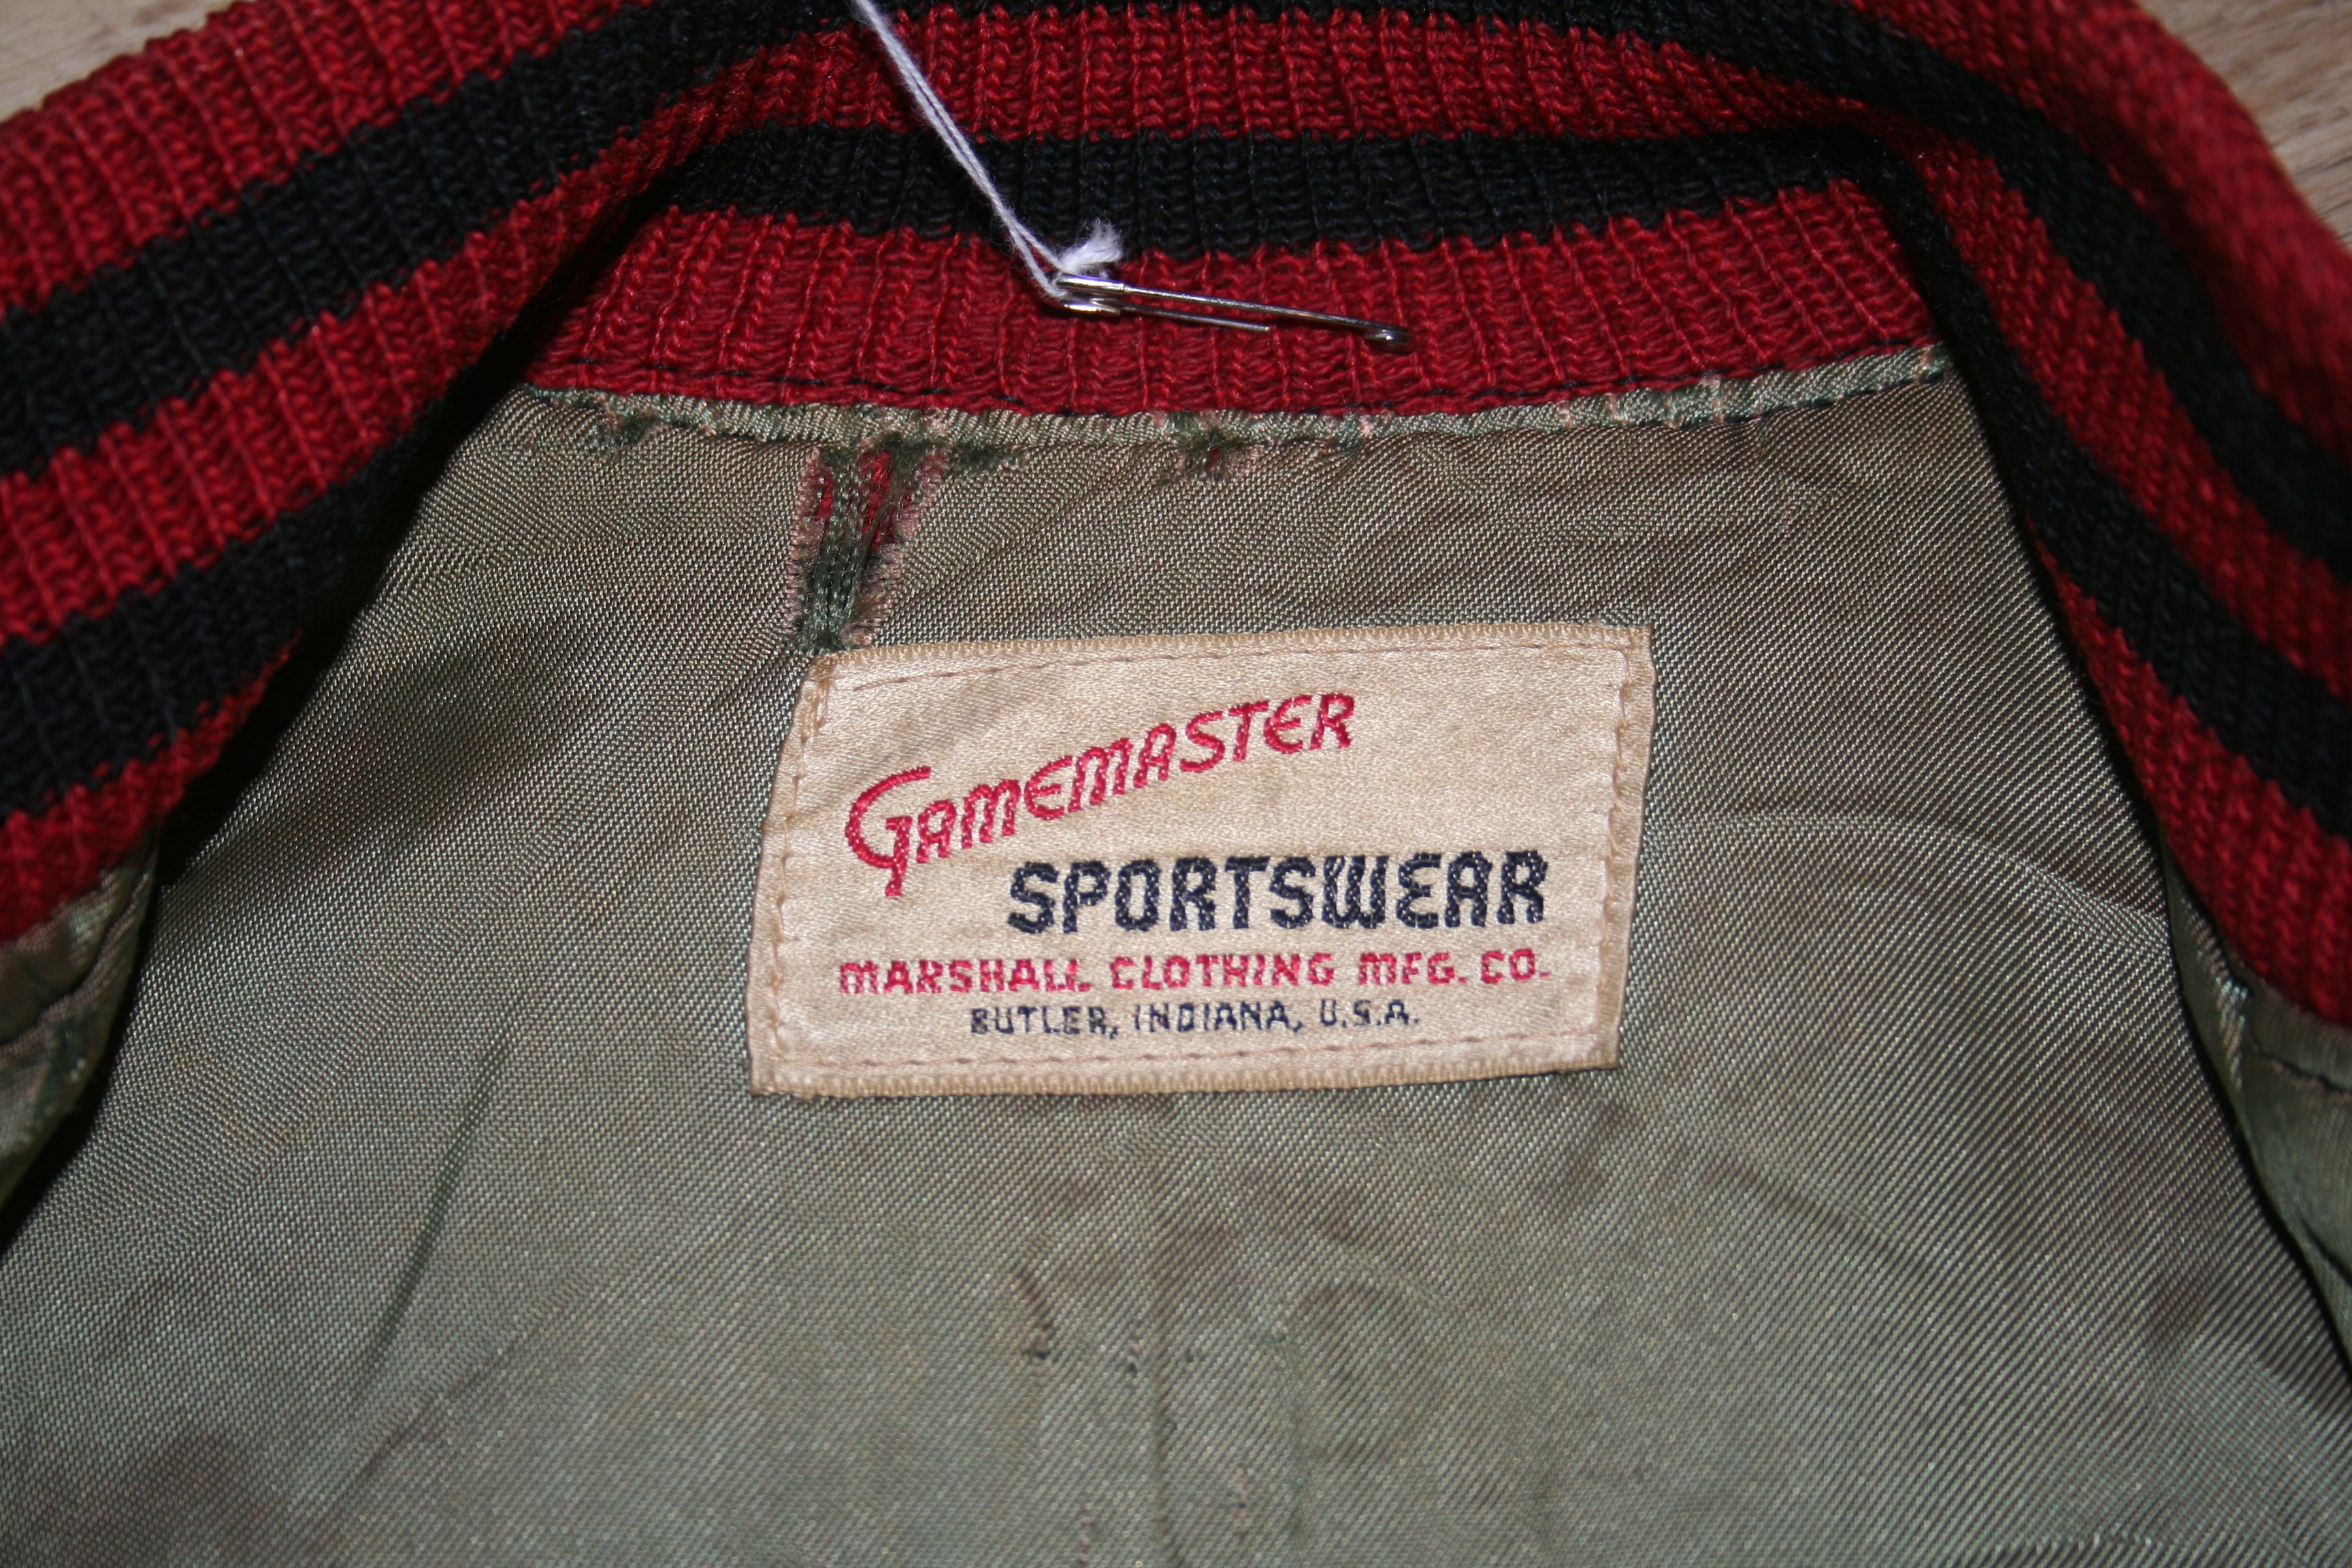 GAMEMASTER
SPORTSWEAR
MARSHALL CLOTHING MFG. CO.
BUTLER, INDIANA, U.S.A.